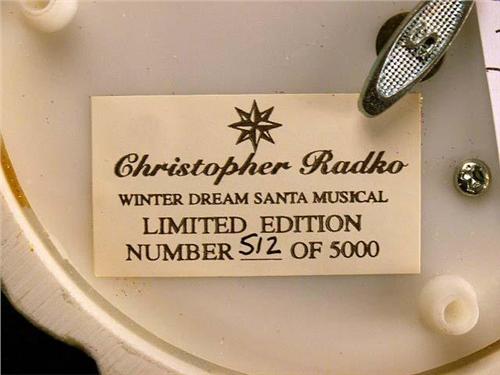 Christopher Radko
WINTER DREAM SANTA MUSICAL
LIMITED EDITION
NUMBER 512 OF 5000